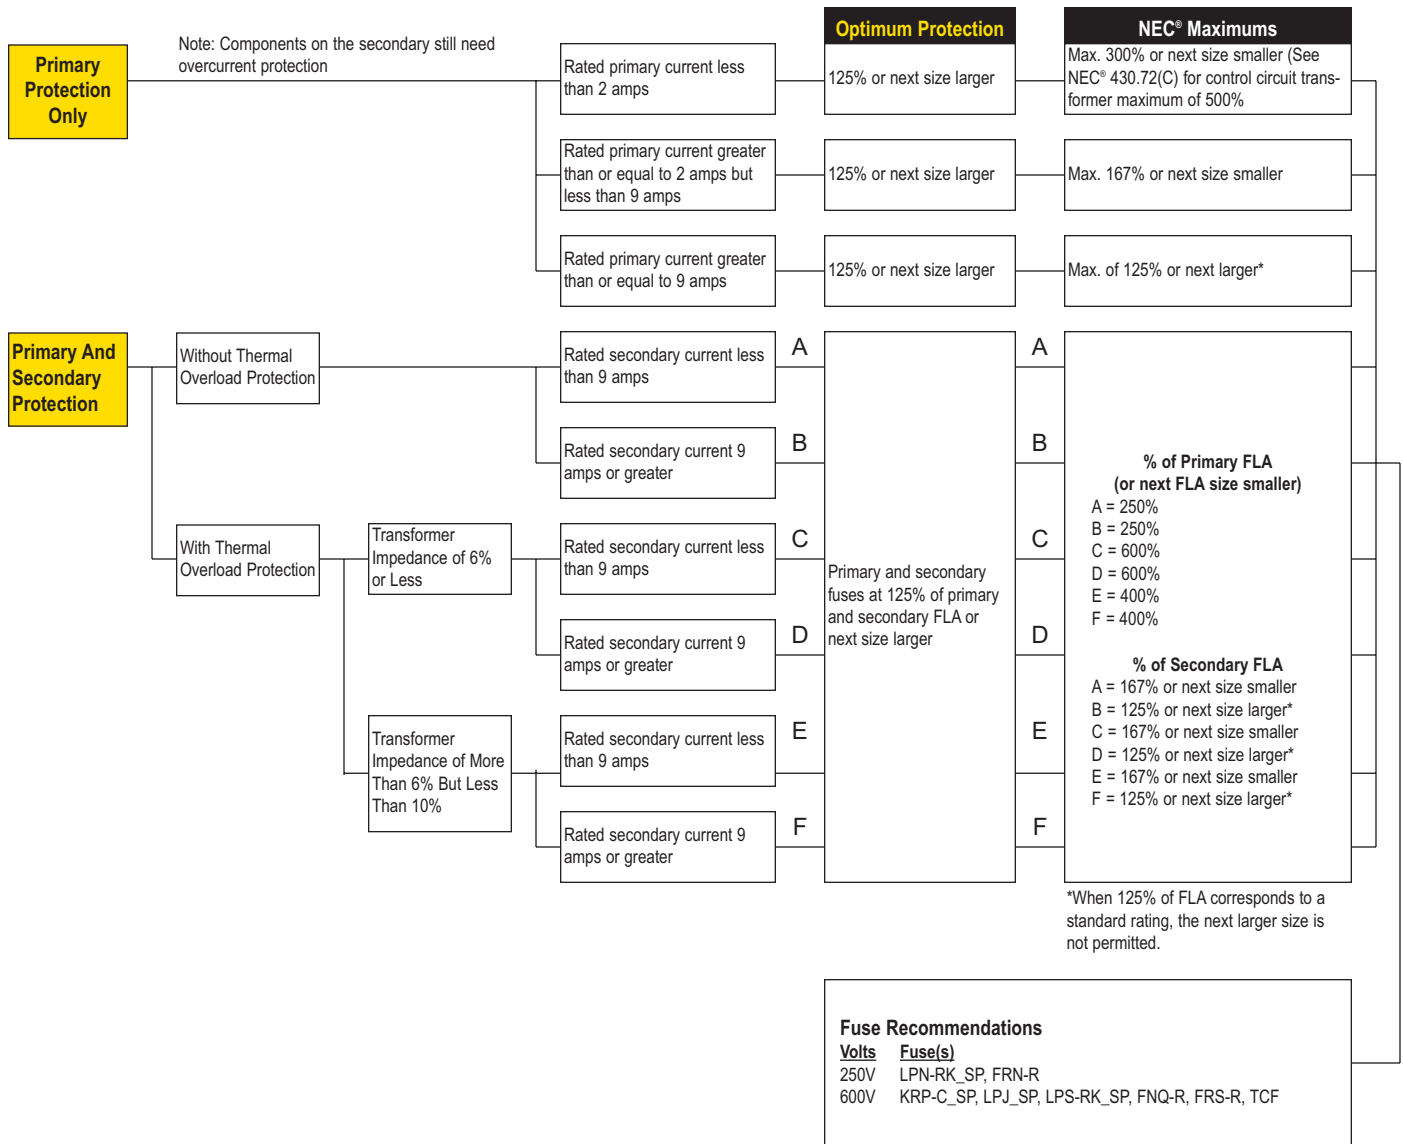 Optimum Protection
NEC® Maximums
Primary
Protection
Only
Note: Components on the secondary still need
overcurrent protection
Rated primary current less
than 2 amps
125% or next size larger
Max. 300% or next size smaller (See
NEC® 430.72(C) for control circuit trans-
former maximum of 500%
Rated primary current greater
than or equal to 2 amps but
less than 9 amps
125% or next size larger
Max. 167% or next size smaller
Rated primary current greater
than or equal to 9 amps
125% or next size larger
Max. of 125% or next larger*
Primary And
Secondary
Protection
Without Thermal
Overload Protection
Rated secondary current less
than 9 amps
A
A
Rated secondary current 9
amps or greater
B
B
With Thermal
Overload Protection
Transformer
Impedance of 6%
or Less
Rated secondary current less
than 9 amps
C
C
Rated secondary current 9
amps or greater
D
D
Transformer
Impedance of More
Than 6% But Less
Than 10%
Rated secondary current less
than 9 amps
E
E
Rated secondary current 9
amps or greater
F
F
Primary and secondary
fuses at 125% of primary
and secondary FLA or
next size larger
% of Primary FLA
(or next FLA size smaller)
A = 250%
B = 250%
C = 600%
D = 600%
E = 400%
F = 400%
% of Secondary FLA
A = 167% or next size smaller
B = 125% or next size larger*
C = 167% or next size smaller
D = 125% or next size larger*
E = 167% or next size smaller
F = 125% or next size larger*
*When 125% of FLA corresponds to a
standard rating, the next larger size is
not permitted.
Fuse Recommendations
Volts Fuse(s)
250V LPN-RK_SP, FRN-R
600V KRP-C_SP, LPJ_SP, LPS-RK_SP, FNQ-R, FRS-R, TCF